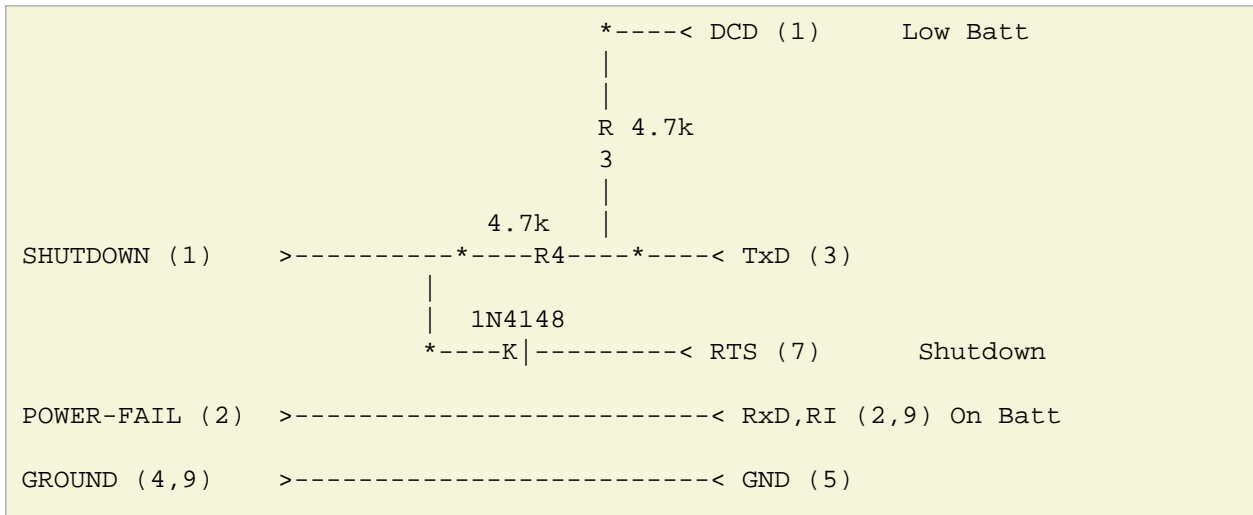 *----< DCD (1)     Low Batt
                                    |
                                    |
                                    R 4.7k
                                    3
                                    |
                             4.7k   |
SHUTDOWN (1)    >----------*----R4----*----< TxD (3)
                         |
                         |  1N4148
                         *----K|---------< RTS (7)      Shutdown
POWER-FAIL (2)  >--------------------------< RxD,RI (2,9) On Batt
GROUND (4,9)    >--------------------------< GND (5)